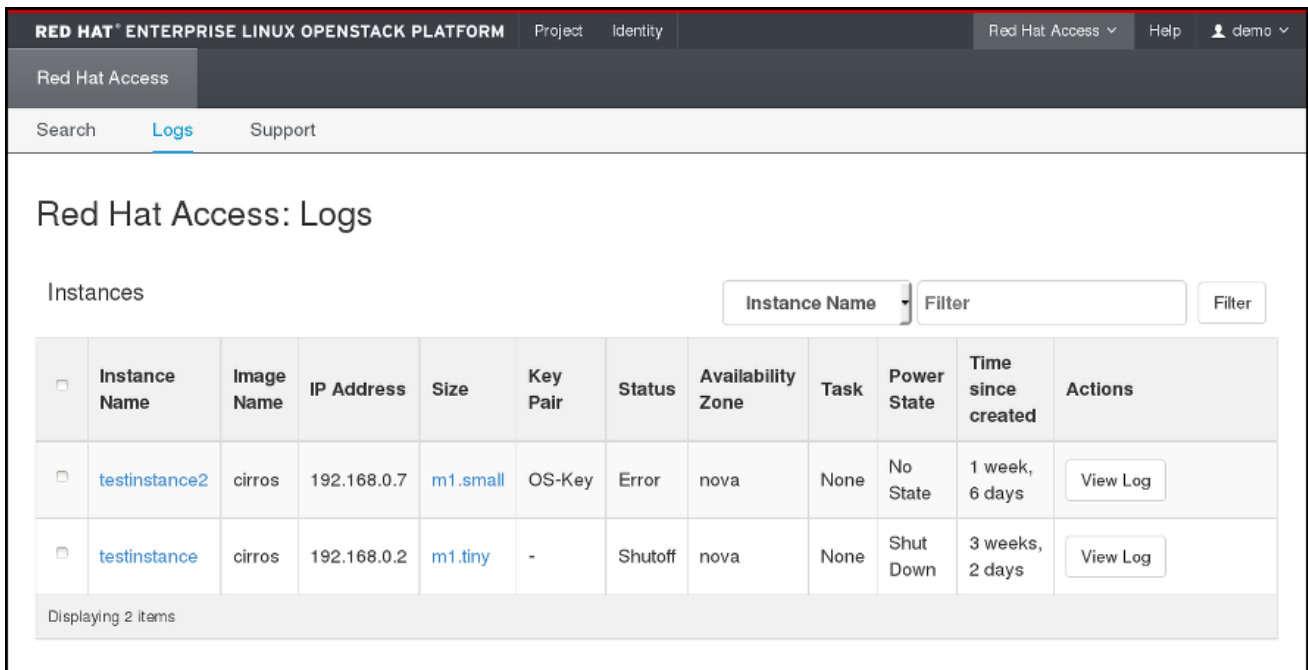 RED HAT® ENTERPRISE LINUX OPENSTACK PLATFORM Project Identity Red Hat Access Help demo
Red Hat Access
Search Logs Support
Red Hat Access: Logs
Instances Instance Name Filter Filter
Instance Name Image Name IP Address Size Key Pair Status Availability Zone Task Power State Time since created Actions
testinstance2 cirros 192.168.0.7 m1.small OS-Key Error nova None No State 1 week, 6 days View Log
testinstance cirros 192.168.0.2 m1.tiny - Shutoff nova None Shut Down 3 weeks, 2 days View Log
Displaying 2 items